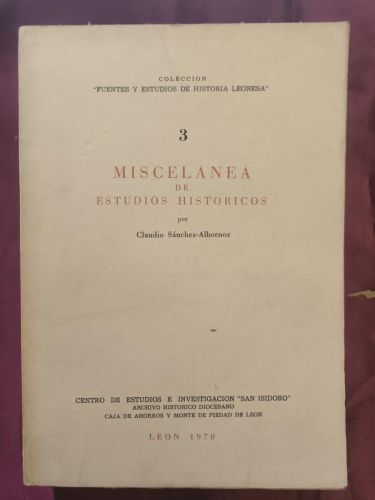 COLECCION
"FUENTES Y ESTUDIOS DE HISTORIA LEONESA"
3
MISCELANEA
DE
ESTUDIOS HISTORICOS
por
Claudio Sánchez-Albornoz
CENTRO DE ESTUDIOS E INVESTIGACION "SAN ISIDORO"
ARCHIVO HISTORICO DIOCESANO
CAJA DE AHORROS Y MONTE DE PIEDAD DE LEON
LEON 1970